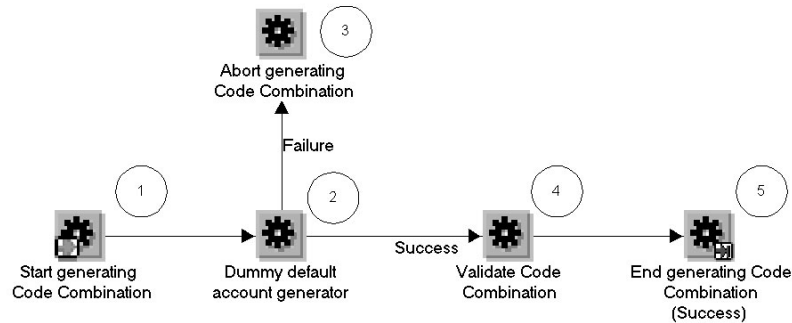 3
Abort generating
Code Combination
Failure
1
2
4
5
Success
Start generating
Code Combination
Dummy default
account generator
Validate Code
Combination
End generating Code
Combination
(Success)